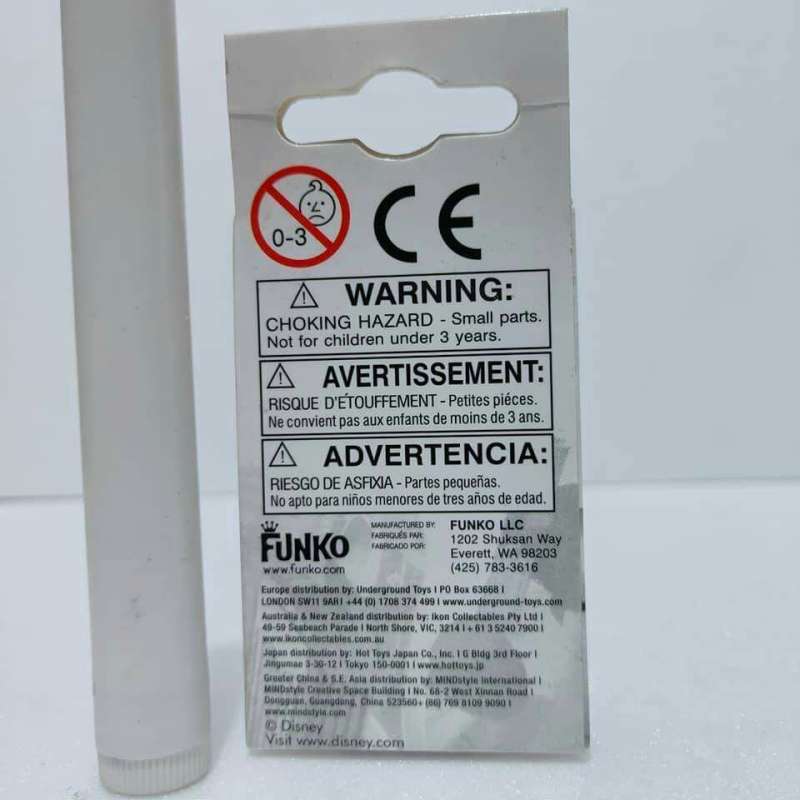 0-3
CE
WARNING:
CHOKING HAZARD - Small parts.
Not for children under 3 years.
AVERTISSEMENT:
RISQUE D'ÉTOUFFEMENT - Petites piéces.
Ne convient pas aux enfants de moins de 3 ans.
ADVERTENCIA:
RIESGO DE ASFIXIA - Partes pequeñas.
No apto para niños menores de tres años de edad.
FUNKO
www.funko.com
MANUFACTURED BY:
FABRIQUÉS PAR:
FABRICADO POR:
FUNKO LLC
1202 Shuksan Way
Everett, WA 98203
(425) 783-3616
Europe distribution by: Underground Toys I PO Box 63668 I
LONDON SW11 9AR I +44 (0) 1708 374 499 I www.underground-toys.com
Australia & New Zealand distribution by: Ikon Collectables Pty Ltd I
49-59 Seabeach Parade I North Shore, VIC, 3214 I + 61 3 5240 7900 I
www.ikoncollectables.com.au
Japan distribution by: Hot Toys Japan Co., Inc. I G Bldg 3rd Floor I
Jingumae 3-36-12 I Tokyo 150-0001 I www.hottoys.jp
Greater China & S.E. Asia distribution by: MINDstyle International I
MINDstyle Creative Space Building I No. 68-2 West Xinnan Road I
Dongguan, Guangdong, China 523560+ (86) 769 8109 9090 I
www.mindstyle.com
© Disney
Visit www.disney.com